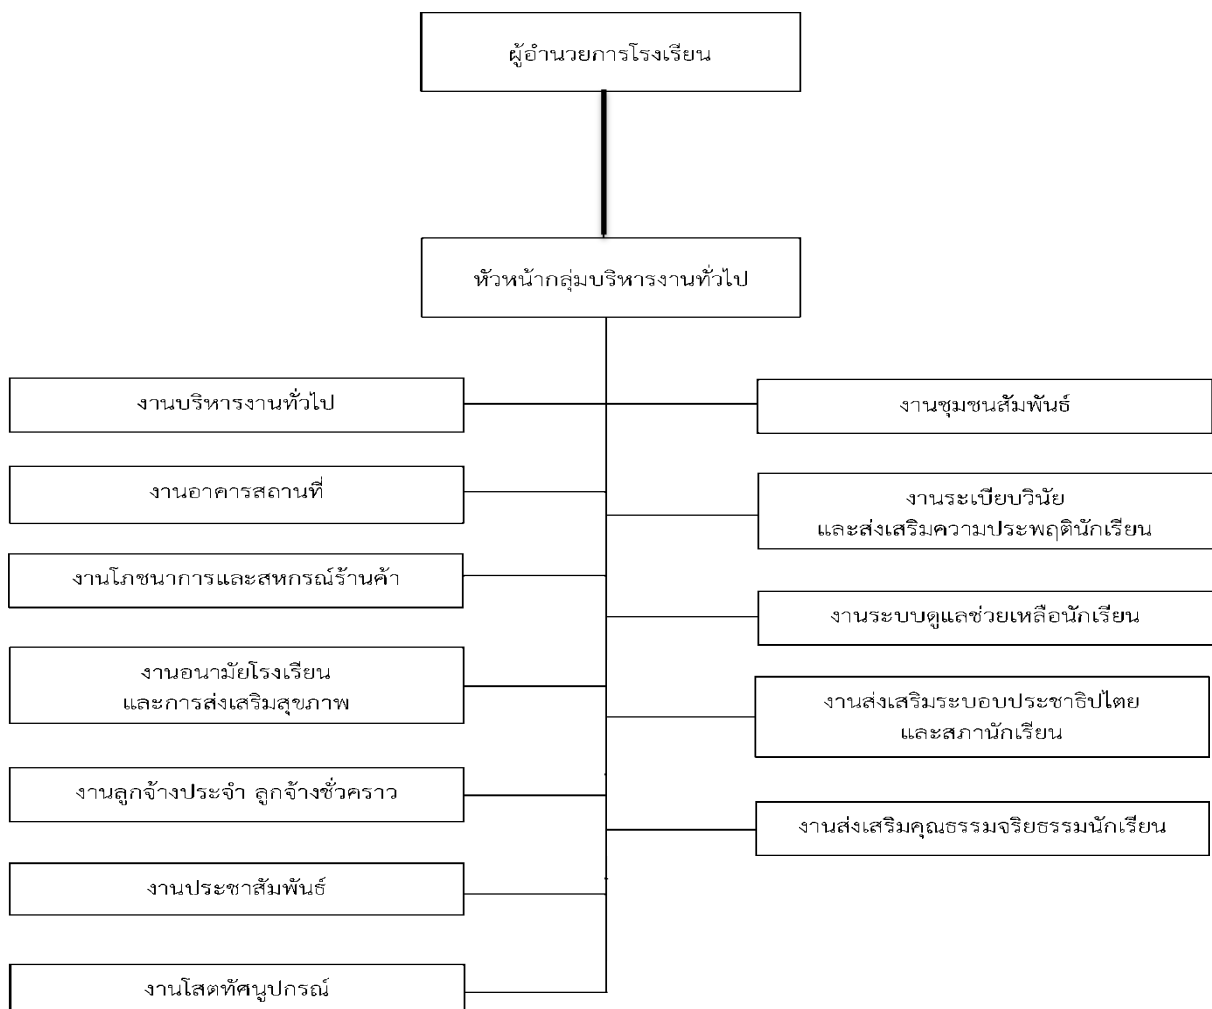 ผู้อำนวยการโรงเรียน
หัวหน้ากลุ่มบริหารงานทั่วไป
งานบริหารงานทั่วไป
งานอาคารสถานที่
งานโภชนาการและสหกรณ์ร้านค้า
งานอนามัยโรงเรียน
และการส่งเสริมสุขภาพ
งานลูกจ้างประจำ ลูกจ้างชั่วคราว
งานประชาสัมพันธ์
งานโสตทัศนูปกรณ์
งานชุมชนสัมพันธ์
งานระเบียบวินัย
และส่งเสริมความประพฤตินักเรียน
งานระบบดูแลช่วยเหลือนักเรียน
งานส่งเสริมระบอบประชาธิปไตย
และสภานักเรียน
งานส่งเสริมคุณธรรมจริยธรรมนักเรียน